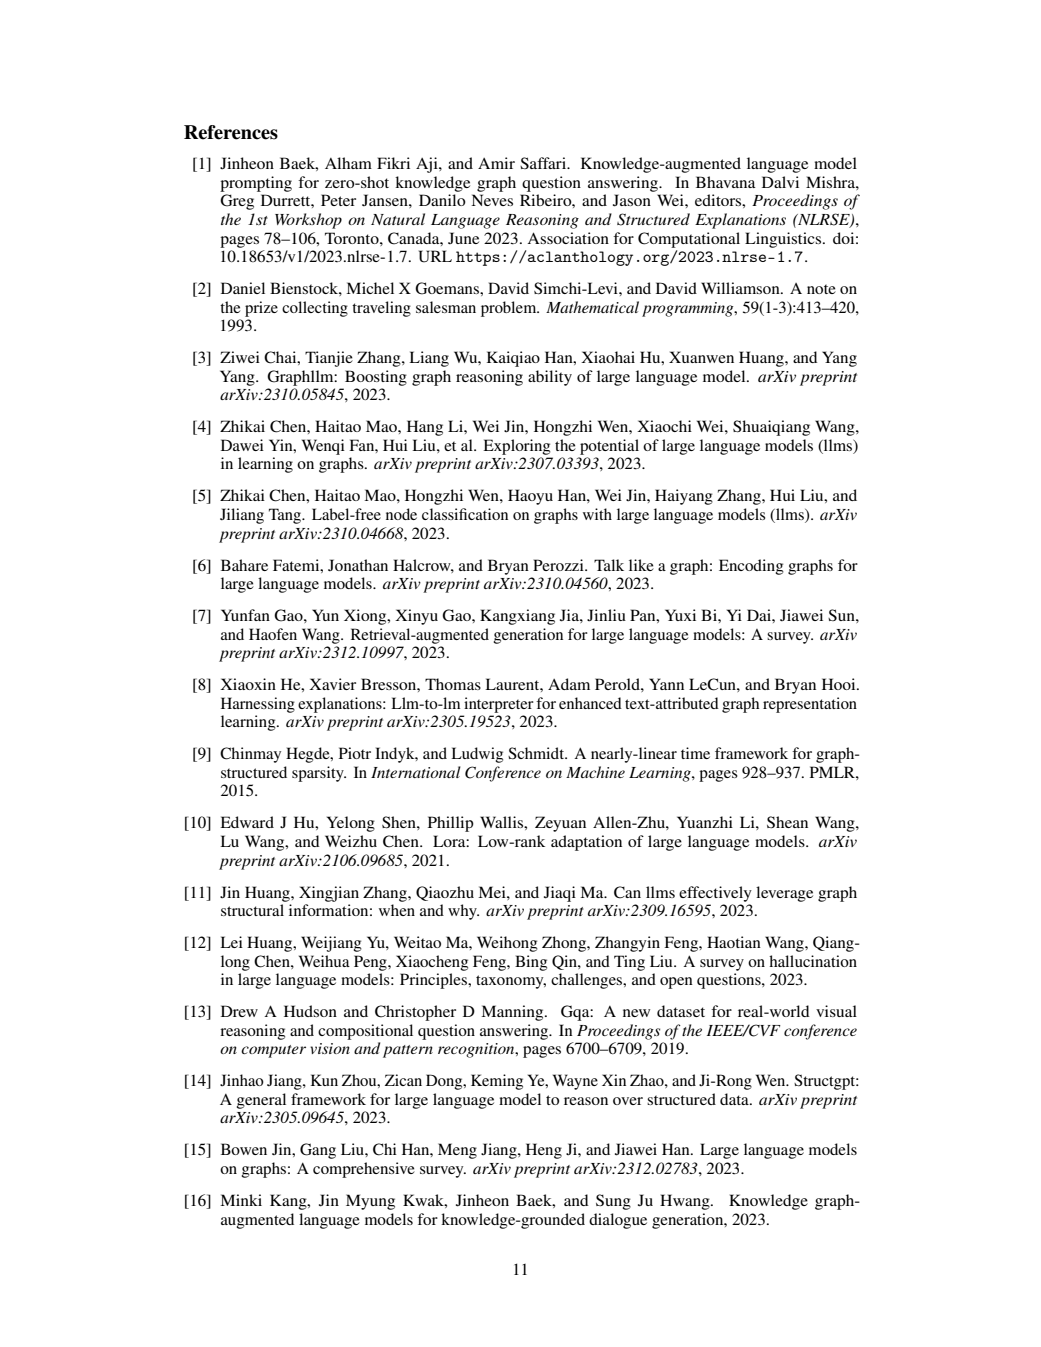 References
[1] Jinheon Baek, Alham Fikri Aji, and Amir Saffari. Knowledge-augmented language model
prompting for zero-shot knowledge graph question answering. In Bhavana Dalvi Mishra,
Greg Durrett, Peter Jansen, Danilo Neves Ribeiro, and Jason Wei, editors, Proceedings of
the 1st Workshop on Natural Language Reasoning and Structured Explanations (NLRSE),
pages 78–106, Toronto, Canada, June 2023. Association for Computational Linguistics. doi:
10.18653/v1/2023.nlrse-1.7. URL https://aclanthology.org/2023.nlrse-1.7.
[2] Daniel Bienstock, Michel X Goemans, David Simchi-Levi, and David Williamson. A note on
the prize collecting traveling salesman problem. Mathematical programming, 59(1-3):413–420,
1993.
[3] Ziwei Chai, Tianjie Zhang, Liang Wu, Kaiqiao Han, Xiaohai Hu, Xuanwen Huang, and Yang
Yang. Graphllm: Boosting graph reasoning ability of large language model. arXiv preprint
arXiv:2310.05845, 2023.
[4] Zhikai Chen, Haitao Mao, Hang Li, Wei Jin, Hongzhi Wen, Xiaochi Wei, Shuaiqiang Wang,
Dawei Yin, Wenqi Fan, Hui Liu, et al. Exploring the potential of large language models (llms)
in learning on graphs. arXiv preprint arXiv:2307.03393, 2023.
[5] Zhikai Chen, Haitao Mao, Hongzhi Wen, Haoyu Han, Wei Jin, Haiyang Zhang, Hui Liu, and
Jiliang Tang. Label-free node classification on graphs with large language models (llms). arXiv
preprint arXiv:2310.04668, 2023.
[6] Bahare Fatemi, Jonathan Halcrow, and Bryan Perozzi. Talk like a graph: Encoding graphs for
large language models. arXiv preprint arXiv:2310.04560, 2023.
[7] Yunfan Gao, Yun Xiong, Xinyu Gao, Kangxiang Jia, Jinliu Pan, Yuxi Bi, Yi Dai, Jiawei Sun,
and Haofen Wang. Retrieval-augmented generation for large language models: A survey. arXiv
preprint arXiv:2312.10997, 2023.
[8] Xiaoxin He, Xavier Bresson, Thomas Laurent, Adam Perold, Yann LeCun, and Bryan Hooi.
Harnessing explanations: Llm-to-lm interpreter for enhanced text-attributed graph representation
learning. arXiv preprint arXiv:2305.19523, 2023.
[9] Chinmay Hegde, Piotr Indyk, and Ludwig Schmidt. A nearly-linear time framework for graph-
structured sparsity. In International Conference on Machine Learning, pages 928–937. PMLR,
2015.
[10] Edward J Hu, Yelong Shen, Phillip Wallis, Zeyuan Allen-Zhu, Yuanzhi Li, Shean Wang,
Lu Wang, and Weizhu Chen. Lora: Low-rank adaptation of large language models. arXiv
preprint arXiv:2106.09685, 2021.
[11] Jin Huang, Xingjian Zhang, Qiaozhu Mei, and Jiaqi Ma. Can llms effectively leverage graph
structural information: when and why. arXiv preprint arXiv:2309.16595, 2023.
[12] Lei Huang, Weijiang Yu, Weitao Ma, Weihong Zhong, Zhangyin Feng, Haotian Wang, Qiang-
long Chen, Weihua Peng, Xiaocheng Feng, Bing Qin, and Ting Liu. A survey on hallucination
in large language models: Principles, taxonomy, challenges, and open questions, 2023.
[13] Drew A Hudson and Christopher D Manning. Gqa: A new dataset for real-world visual
reasoning and compositional question answering. In Proceedings of the IEEE/CVF conference
on computer vision and pattern recognition, pages 6700–6709, 2019.
[14] Jinhao Jiang, Kun Zhou, Zican Dong, Keming Ye, Wayne Xin Zhao, and Ji-Rong Wen. Structgpt:
A general framework for large language model to reason over structured data. arXiv preprint
arXiv:2305.09645, 2023.
[15] Bowen Jin, Gang Liu, Chi Han, Meng Jiang, Heng Ji, and Jiawei Han. Large language models
on graphs: A comprehensive survey. arXiv preprint arXiv:2312.02783, 2023.
[16] Minki Kang, Jin Myung Kwak, Jinheon Baek, and Sung Ju Hwang. Knowledge graph-
augmented language models for knowledge-grounded dialogue generation, 2023.
11